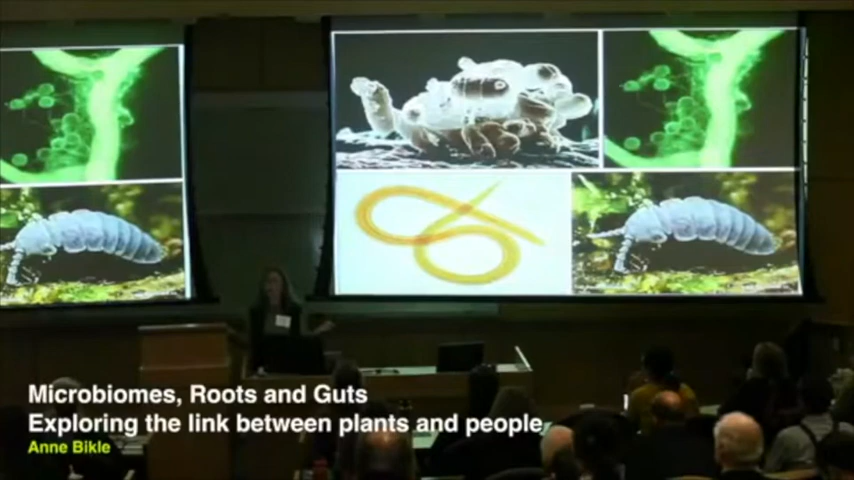 Microbiomes, Roots and Guts
Exploring the link between plants and people
Anne Bikle